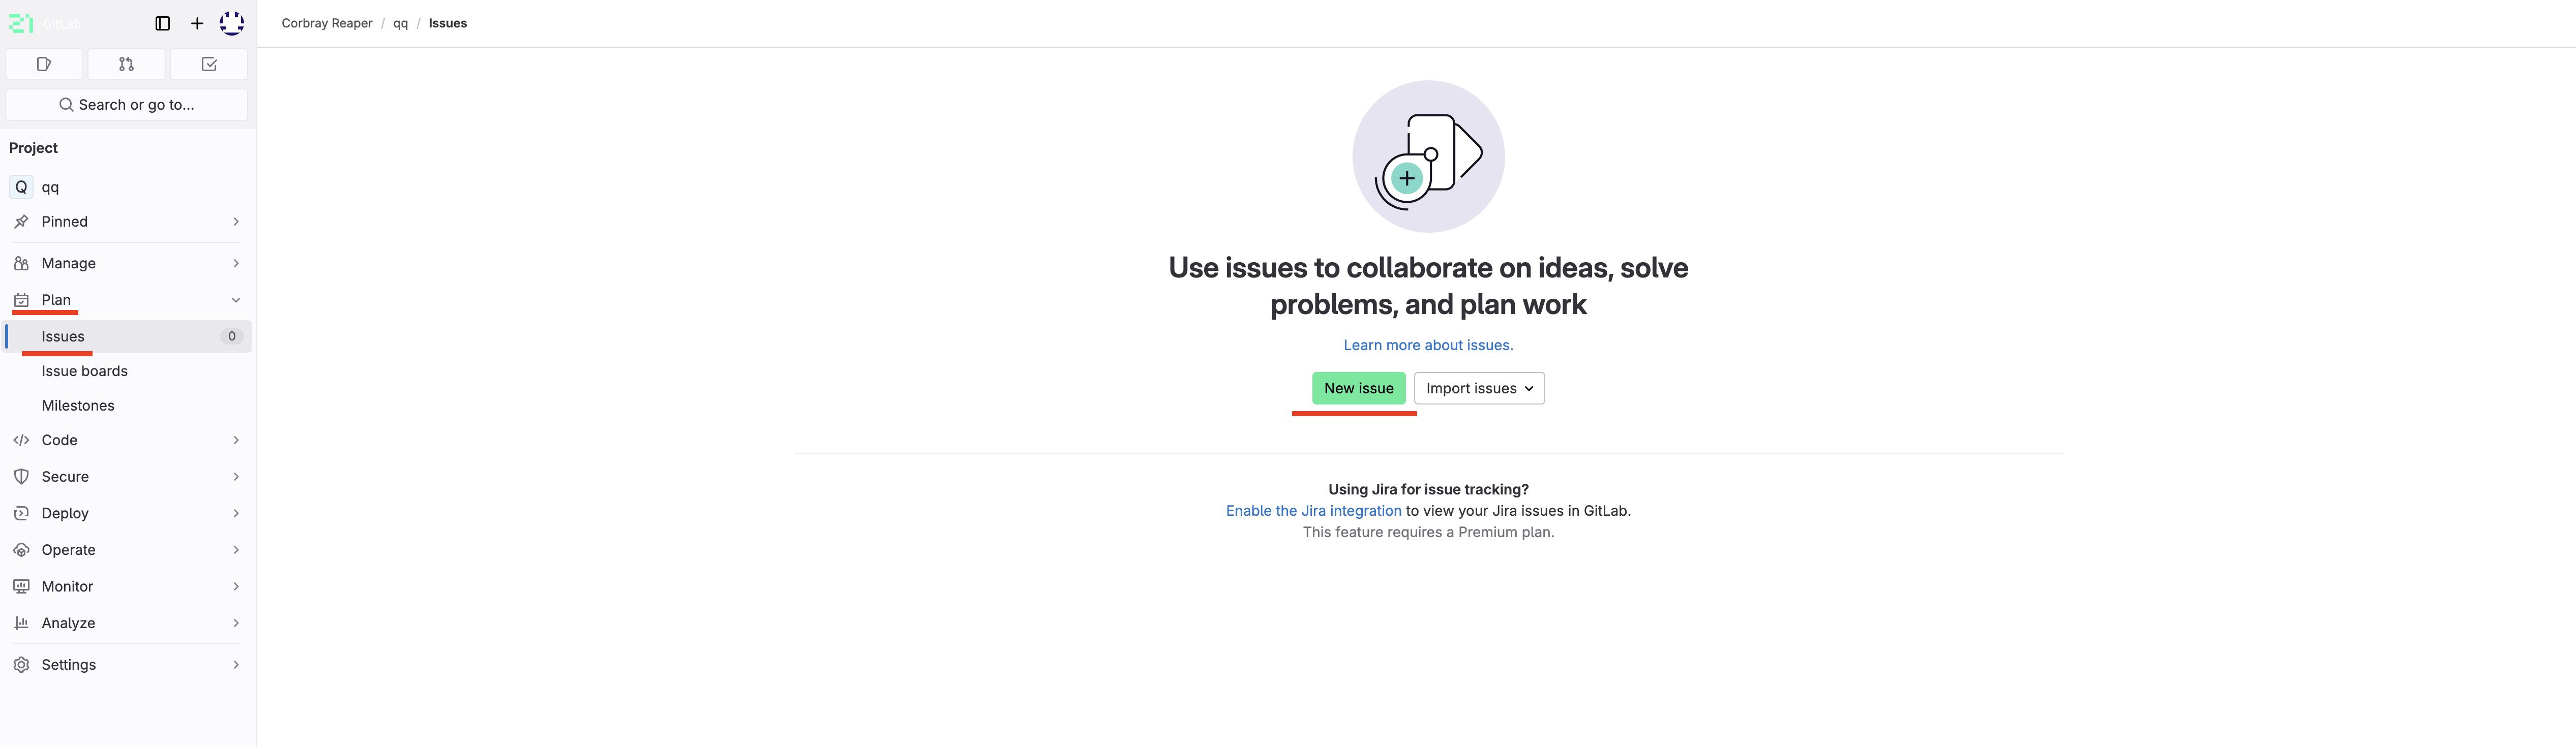 GitLab
Corbray Reaper / qq / Issues
Search or go to...
Project
Q qq
Pinned
Manage
Plan
Issues 0
Issue boards
Milestones
Code
Secure
Deploy
Operate
Monitor
Analyze
Settings
Use issues to collaborate on ideas, solve
problems, and plan work
Learn more about issues.
New issue Import issues
Using Jira for issue tracking?
Enable the Jira integration to view your Jira issues in GitLab.
This feature requires a Premium plan.